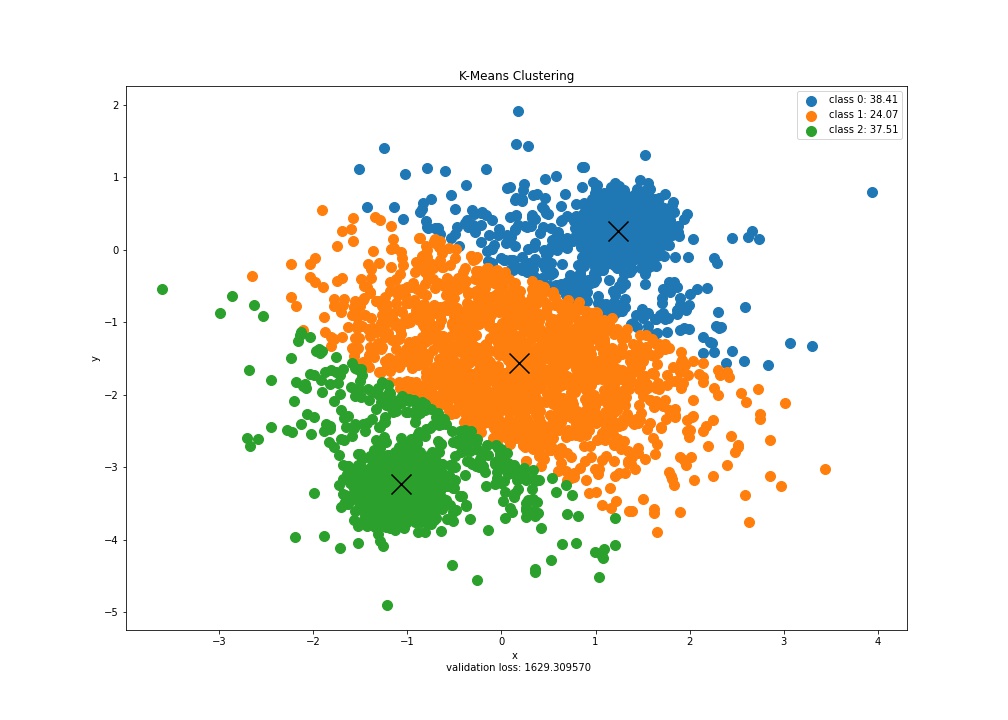 K-Means Clustering
class 0: 38.41
class 1: 24.07
class 2: 37.51
2
1
0
−1
−2
−3
−4
−5
y
−3 −2 −1 0 1 2 3 4
x
validation loss: 1629.309570